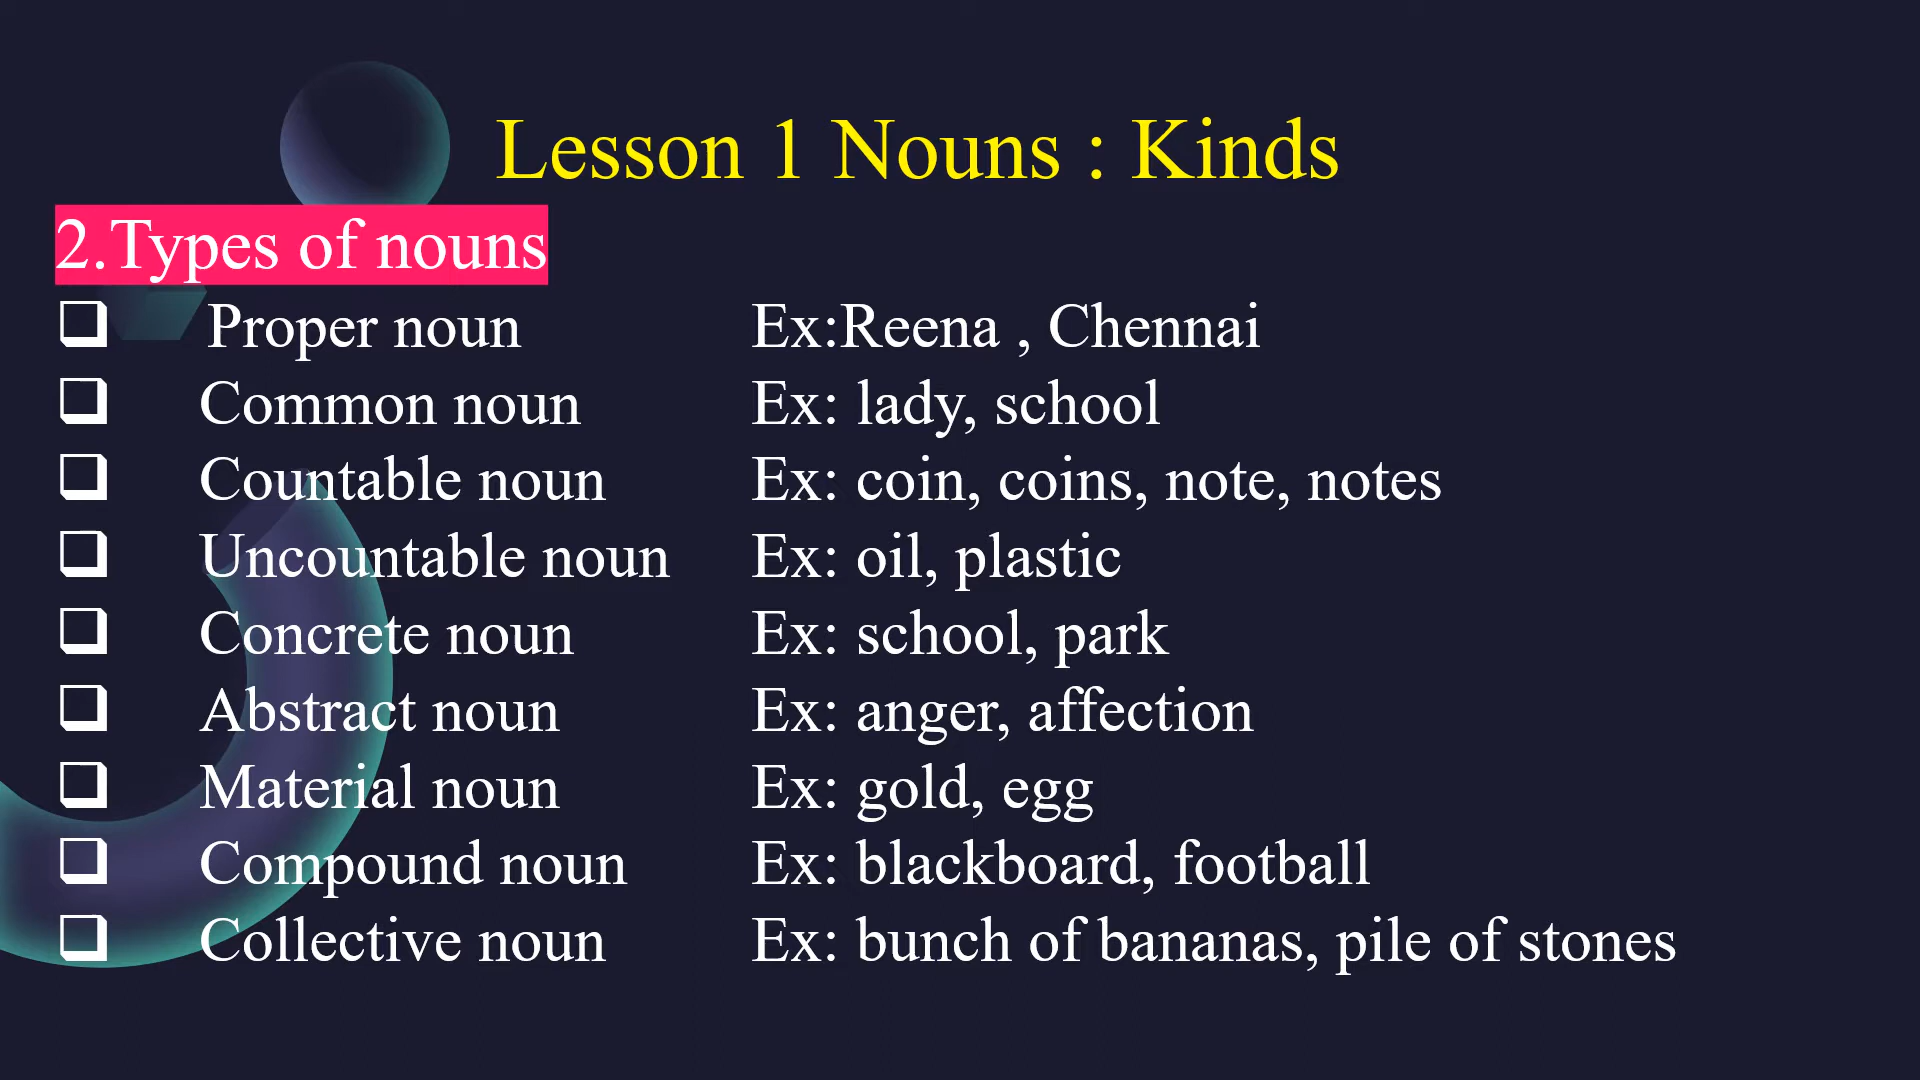 Lesson 1 Nouns : Kinds
2.Types of nouns
❑ Proper noun Ex:Reena , Chennai
❑ Common noun Ex: lady, school
❑ Countable noun Ex: coin, coins, note, notes
❑ Uncountable noun Ex: oil, plastic
❑ Concrete noun Ex: school, park
❑ Abstract noun Ex: anger, affection
❑ Material noun Ex: gold, egg
❑ Compound noun Ex: blackboard, football
❑ Collective noun Ex: bunch of bananas, pile of stones